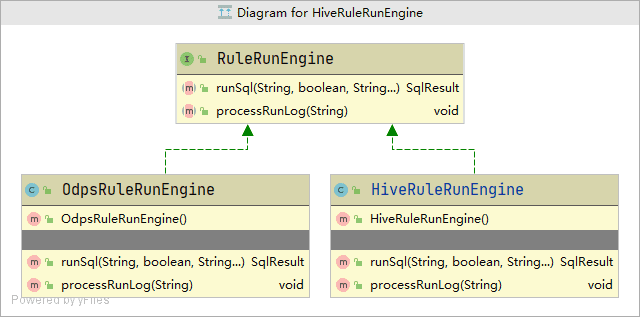 Diagram for HiveRuleRunEngine
I RuleRunEngine
m runSql(String, boolean, String...) SqlResult
m processRunLog(String) void
C OdpsRuleRunEngine
m OdpsRuleRunEngine()
m runSql(String, boolean, String...) SqlResult
m processRunLog(String) void
C HiveRuleRunEngine
m HiveRuleRunEngine()
m runSql(String, boolean, String...) SqlResult
m processRunLog(String) void
Powered by yFiles